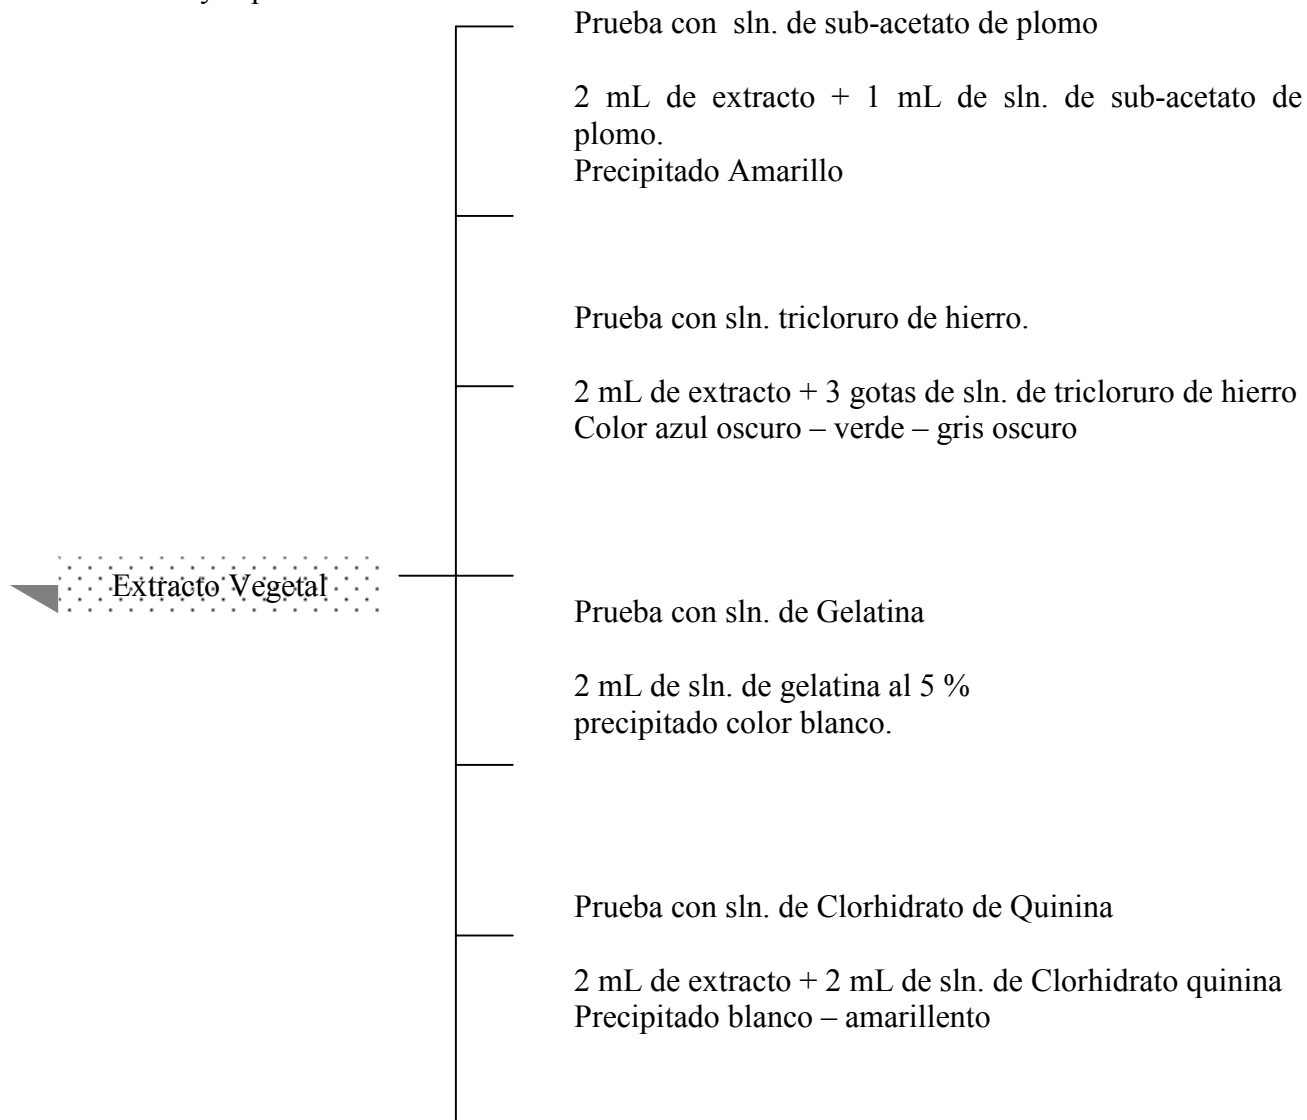 Prueba con sln. de sub-acetato de plomo
2 mL de extracto + 1 mL de sln. de sub-acetato de
plomo.
Precipitado Amarillo
Prueba con sln. tricloruro de hierro.
2 mL de extracto + 3 gotas de sln. de tricloruro de hierro
Color azul oscuro – verde – gris oscuro
Extracto Vegetal
Prueba con sln. de Gelatina
2 mL de sln. de gelatina al 5 %
precipitado color blanco.
Prueba con sln. de Clorhidrato de Quinina
2 mL de extracto + 2 mL de sln. de Clorhidrato quinina
Precipitado blanco – amarillento